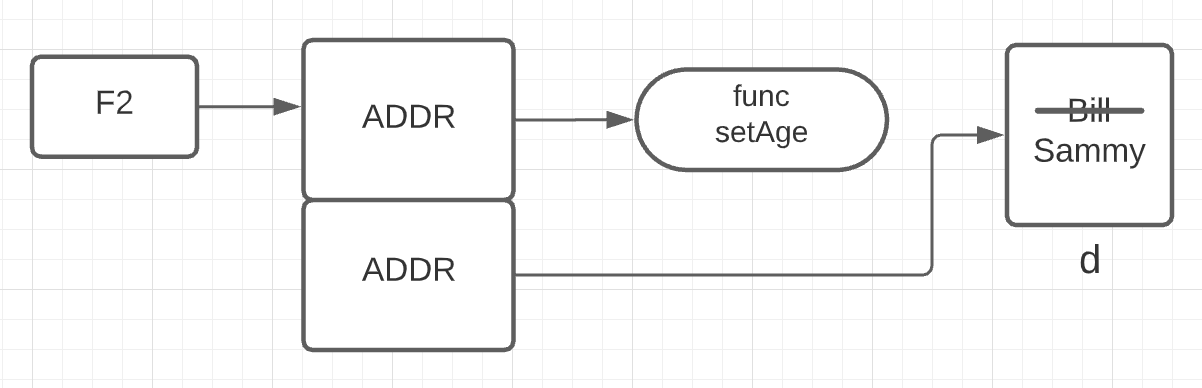 F2
ADDR
func
setAge
Bill
Sammy
ADDR
d